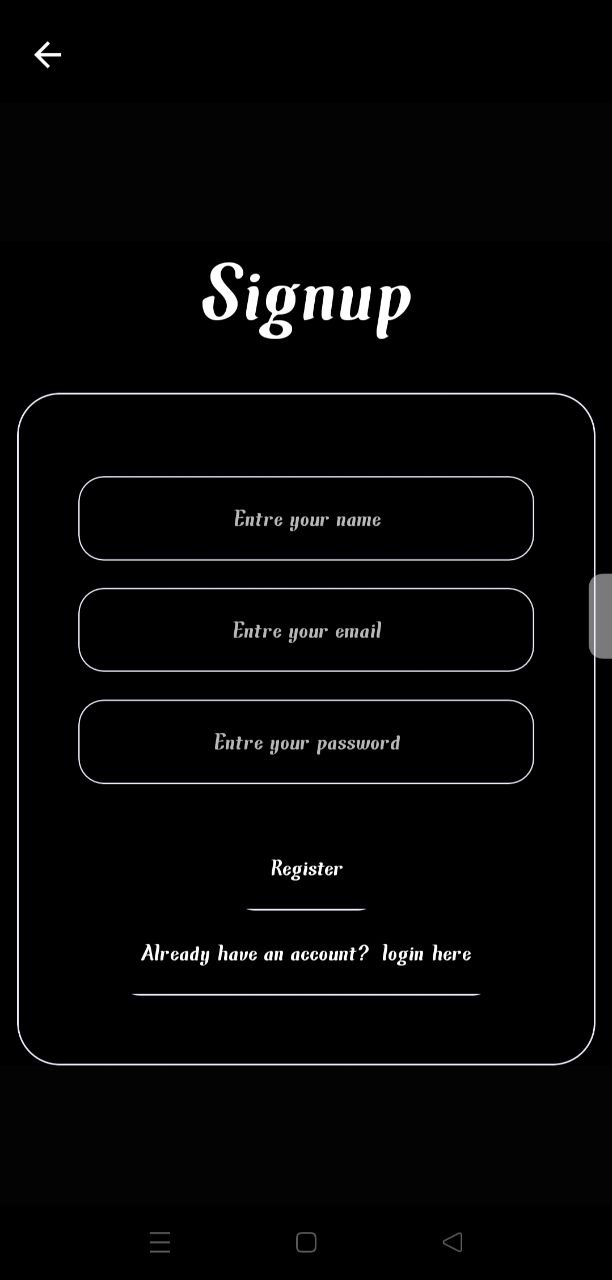 Signup
Entre your name
Entre your email
Entre your password
Register
Already have an account?  login here